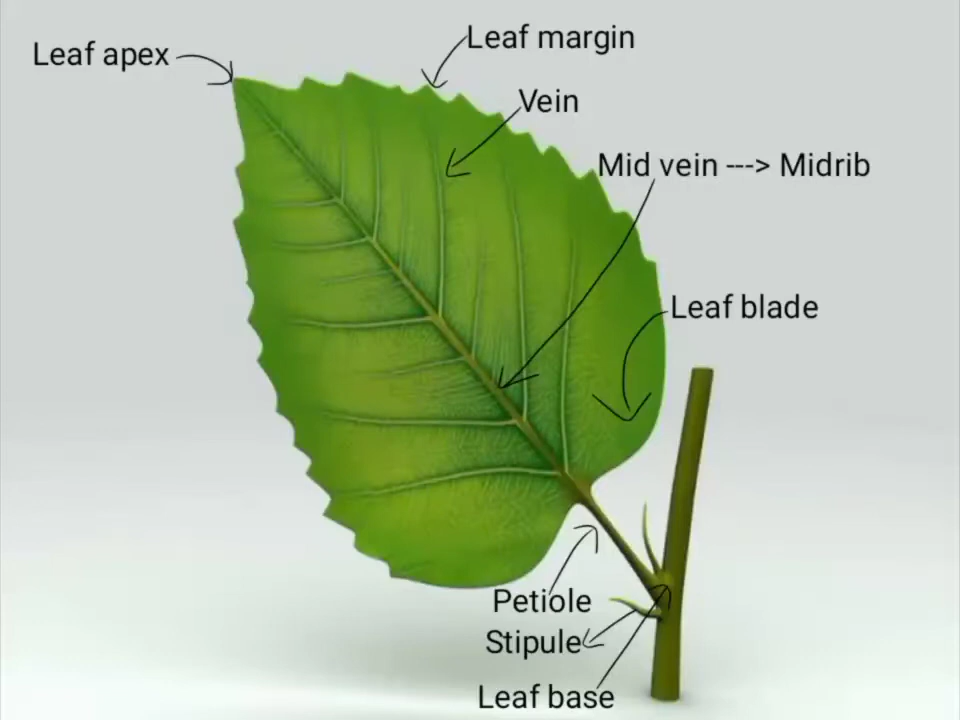 Leaf margin
Leaf apex
Vein
Mid vein ---> Midrib
Leaf blade
Petiole
Stipule
Leaf base